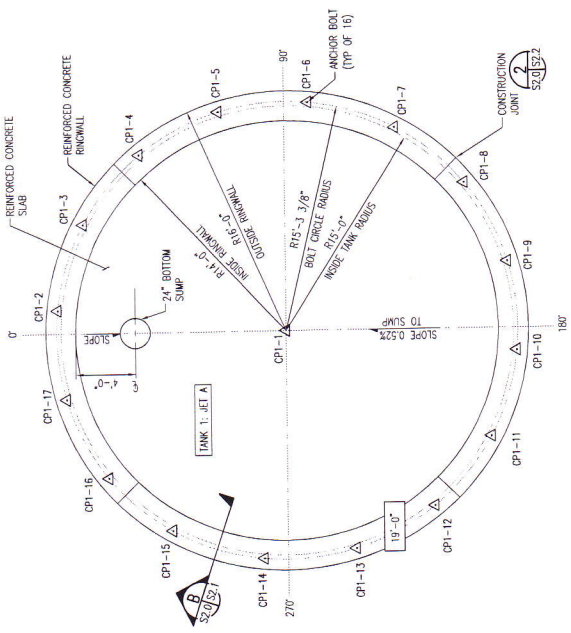 REINFORCED CONCRETE
SLAB
REINFORCED CONCRETE
RINGWALL
CP1-3
CP1-4
CP1-5
90°
CP1-6
ANCHOR BOLT
(TYP OF 16)
CP1-7
CONSTRUCTION
JOINT
2
S2.0 S2.2
CP1-8
CP1-9
CP1-2
0°
24" BOTTOM
SUMP
SLOPE
4'-0"
℄
R14'-0"
INSIDE RINGWALL
R16'-0"
OUTSIDE RINGWALL
R15'-3 3/8"
BOLT CIRCLE RADIUS
R15'-0"
INSIDE TANK RADIUS
CP1-1
SLOPE 0.52%
TO SUMP
180°
CP1-10
CP1-17
TANK 1: JET A
CP1-16
CP1-15
B
S2.0 S2.1
CP1-14
270°
CP1-13
19'-0"
CP1-12
CP1-11